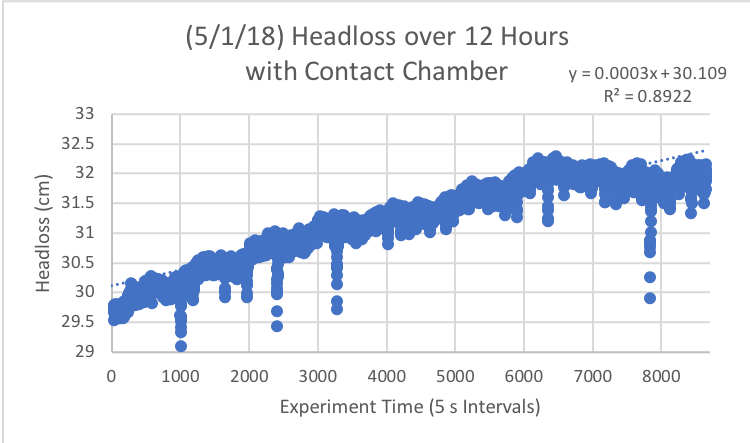 (5/1/18) Headloss over 12 Hours
with Contact Chamber
y = 0.0003x + 30.109
R² = 0.8922
33
32.5
32
31.5
31
30.5
30
29.5
29
Headloss (cm)
0 1000 2000 3000 4000 5000 6000 7000 8000
Experiment Time (5 s Intervals)